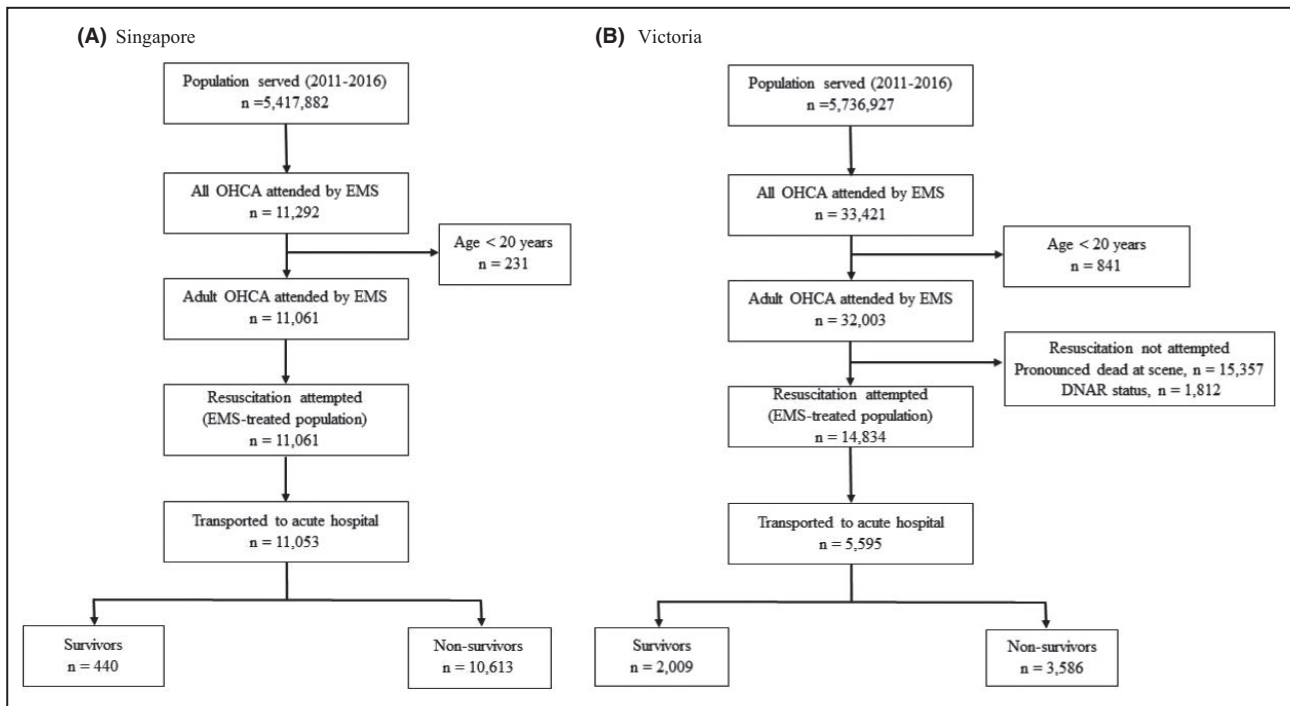 (A) Singapore
Population served (2011-2016)
n =5,417,882
All OHCA attended by EMS
n = 11,292
Age < 20 years
n = 231
Adult OHCA attended by EMS
n = 11,061
Resuscitation attempted
(EMS-treated population)
n = 11,061
Transported to acute hospital
n = 11,053
Survivors
n = 440
Non-survivors
n = 10,613
(B) Victoria
Population served (2011-2016)
n =5,736,927
All OHCA attended by EMS
n = 33,421
Age < 20 years
n = 841
Adult OHCA attended by EMS
n = 32,003
Resuscitation not attempted
Pronounced dead at scene, n = 15,357
DNAR status, n = 1,812
Resuscitation attempted
(EMS-treated population)
n = 14,834
Transported to acute hospital
n = 5,595
Survivors
n = 2,009
Non-survivors
n = 3,586